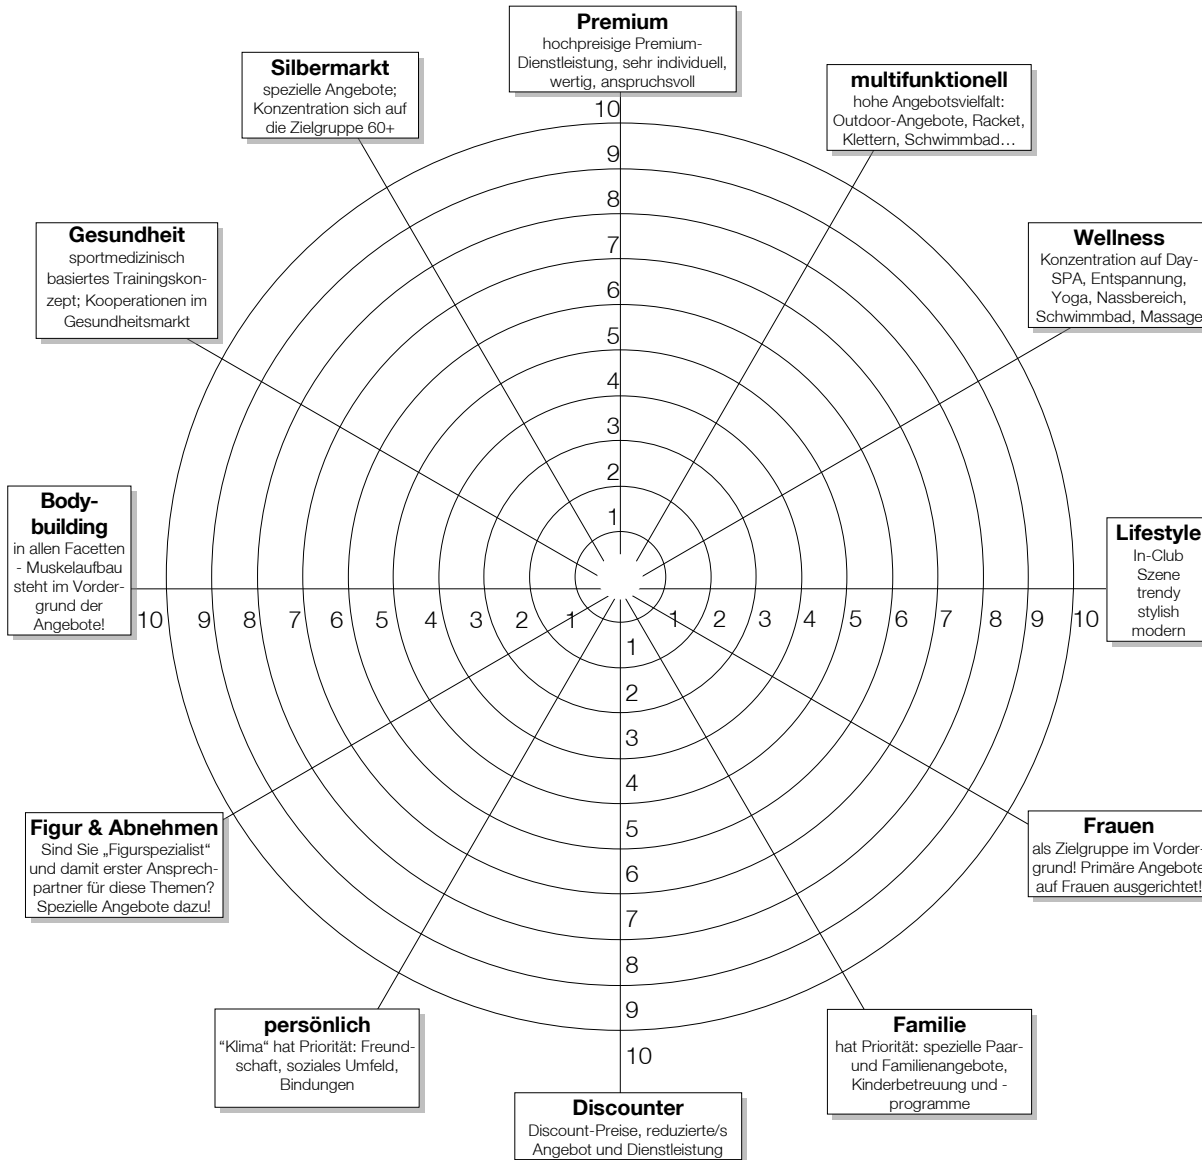 Premium
hochpreisige Premium-
Dienstleistung, sehr individuell,
wertig, anspruchsvoll
Silbermarkt
spezielle Angebote;
Konzentration sich auf
die Zielgruppe 60+
multifunktionell
hohe Angebotsvielfalt:
Outdoor-Angebote, Racket,
Klettern, Schwimmbad…
Gesundheit
sportmedizinisch
basiertes Trainingskon-
zept; Kooperationen im
Gesundheitsmarkt
Wellness
Konzentration auf Day-
SPA, Entspannung,
Yoga, Nassbereich,
Schwimmbad, Massage
10
9
8
7
6
5
4
3
2
1
Body-
building
in allen Facetten
- Muskelaufbau
steht im Vorder-
grund der
Angebote!
Lifestyle
In-Club
Szene
trendy
stylish
modern
10 9 8 7 6 5 4 3 2 1 1 2 3 4 5 6 7 8 9 10
1
2
3
4
5
6
7
8
9
10
Figur & Abnehmen
Sind Sie „Figurspezialist“
und damit erster Ansprech-
partner für diese Themen?
Spezielle Angebote dazu!
Frauen
als Zielgruppe im Vorder-
grund! Primäre Angebote
auf Frauen ausgerichtet!
persönlich
“Klima“ hat Priorität: Freund-
schaft, soziales Umfeld,
Bindungen
Familie
hat Priorität: spezielle Paar-
und Familienangebote,
Kinderbetreuung und -
programme
Discounter
Discount-Preise, reduzierte/s
Angebot und Dienstleistung